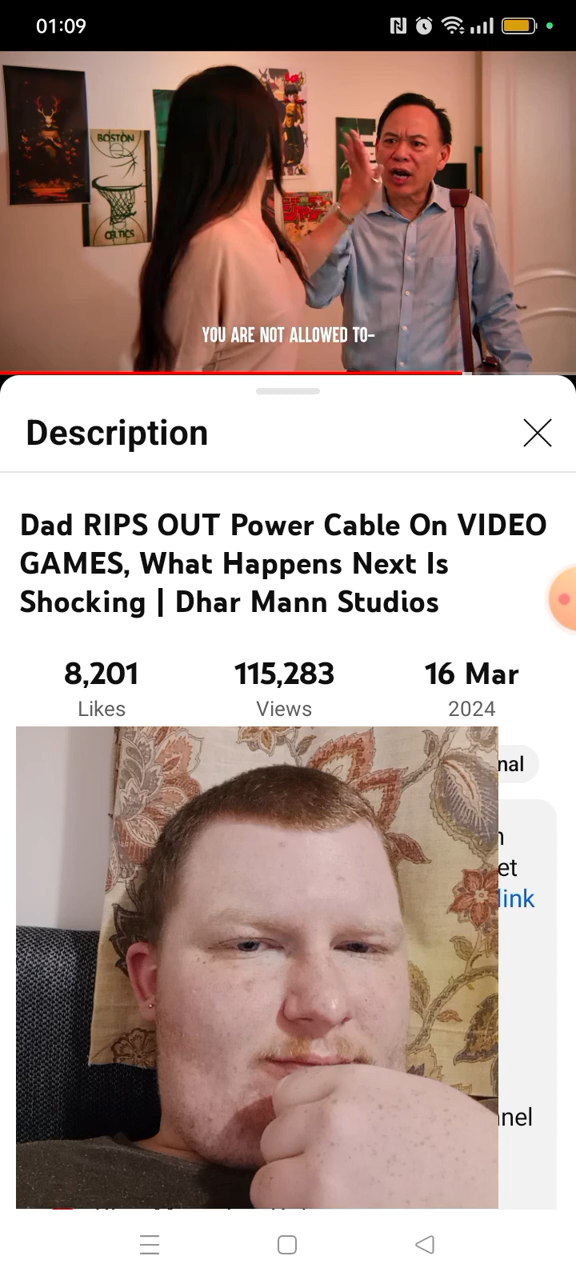 01:09
BOSTON
CELTICS
YOU ARE NOT ALLOWED TO-
Description
Dad RIPS OUT Power Cable On VIDEO
GAMES, What Happens Next Is
Shocking | Dhar Mann Studios
8,201 115,283 16 Mar
Likes Views 2024
nal
et
link
nel